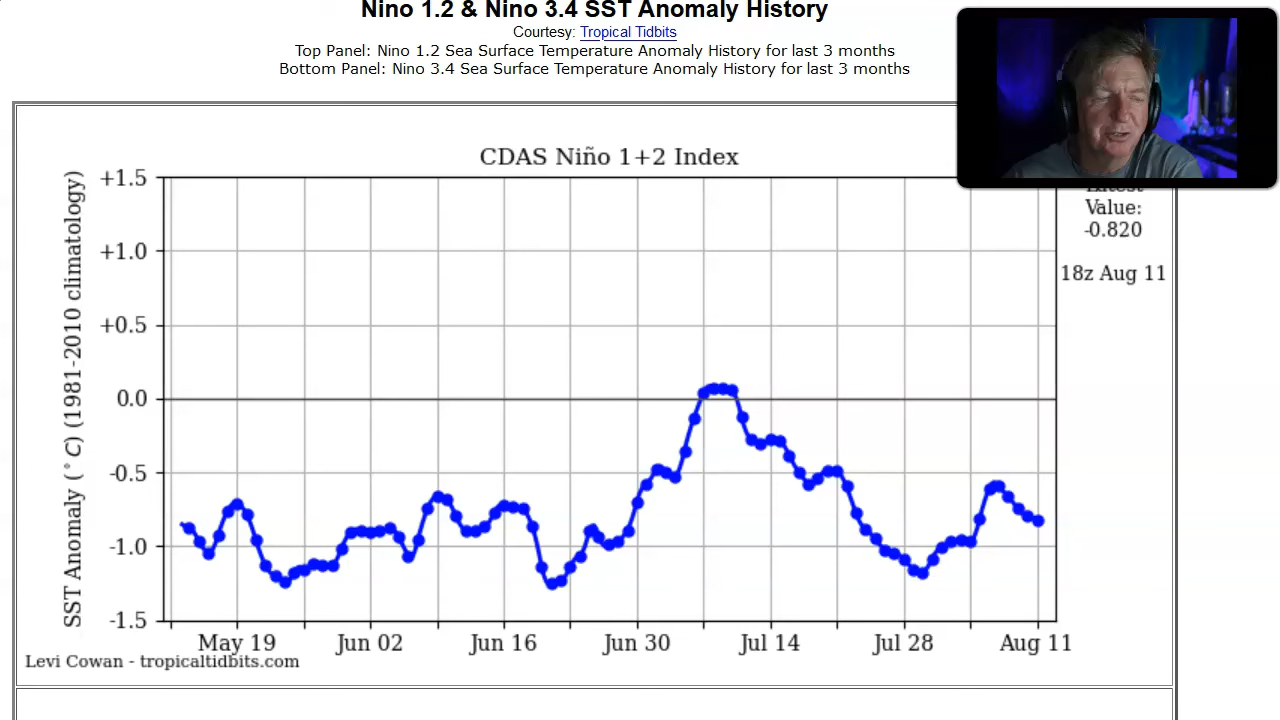 Nino 1.2 & Nino 3.4 SST Anomaly History
Courtesy: Tropical Tidbits
Top Panel: Nino 1.2 Sea Surface Temperature Anomaly History for last 3 months
Bottom Panel: Nino 3.4 Sea Surface Temperature Anomaly History for last 3 months
CDAS Niño 1+2 Index
SST Anomaly (°C) (1981-2010 climatology)
+1.5
+1.0
+0.5
0.0
-0.5
-1.0
-1.5
May 19
Jun 02
Jun 16
Jun 30
Jul 14
Jul 28
Aug 11
Latest
Value:
-0.820
18z Aug 11
Levi Cowan - tropicaltidbits.com